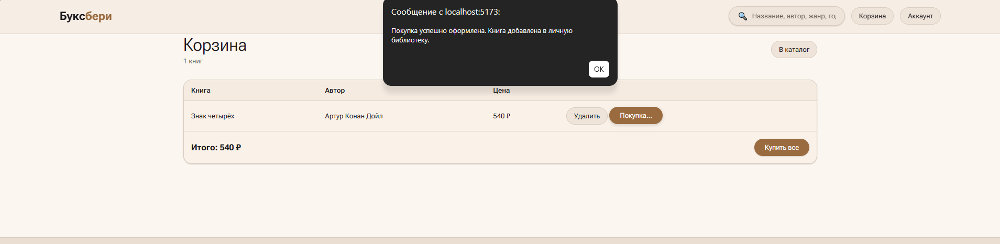 Буксбери
Название, автор, жанр, го
Корзина
Аккаунт
Сообщение с localhost:5173:
Покупка успешно оформлена. Книга добавлена в личную
библиотеку.
OK
Корзина
1 книг
В каталог
Книга Автор Цена
Знак четырёх Артур Конан Дойл 540 ₽ Удалить Покупка...
Итого: 540 ₽ Купить все